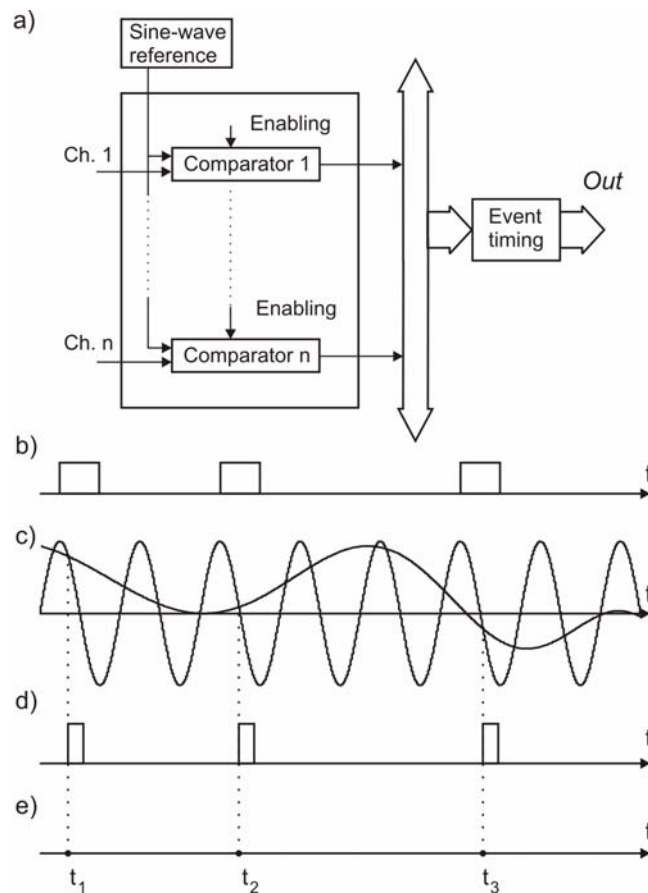 a)
Sine-wave
reference
Enabling
Ch. 1
Comparator 1
Out
Event
timing
Enabling
Ch. n
Comparator n
b)
t
c)
t
d)
t
e)
t
t1 t2 t3